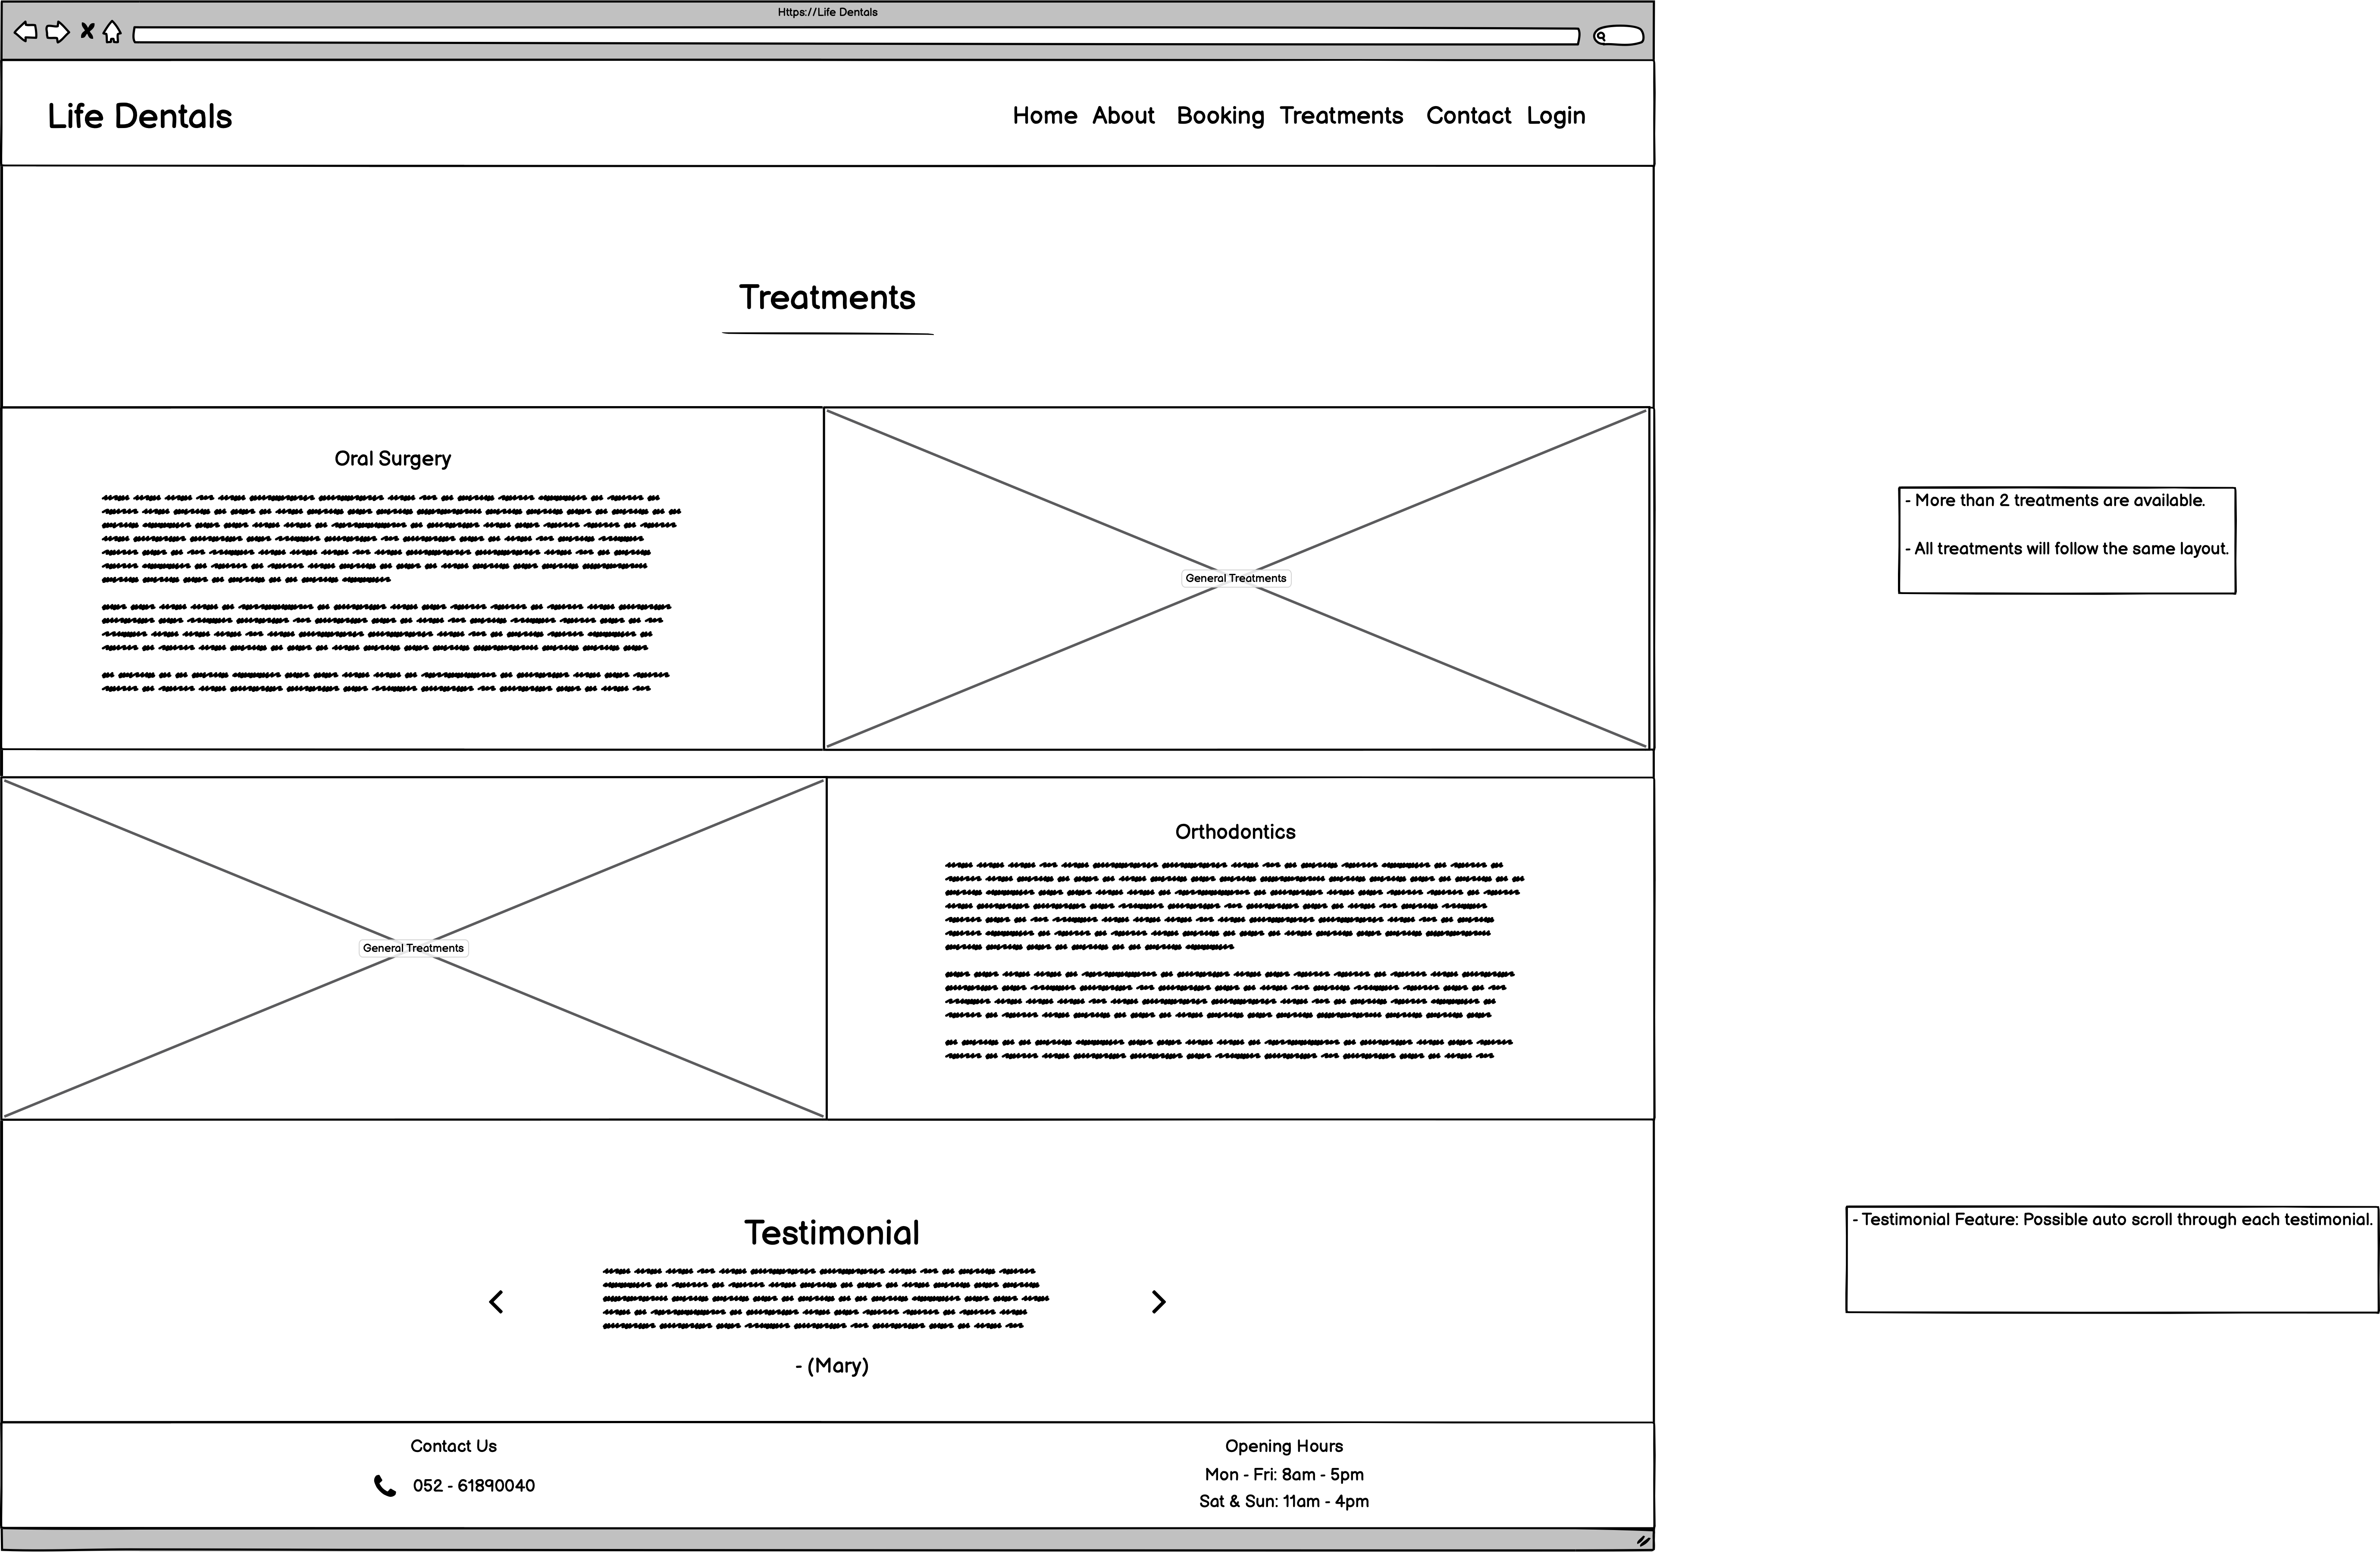 Https://Life Dentals
Life Dentals
Home About Booking Treatments Contact Login
Treatments
Oral Surgery
General Treatments
- More than 2 treatments are available.
- All treatments will follow the same layout.
General Treatments
Orthodontics
Testimonial
- (Mary)
- Testimonial Feature: Possible auto scroll through each testimonial.
Contact Us
052 - 61890040
Opening Hours
Mon - Fri: 8am - 5pm
Sat & Sun: 11am - 4pm